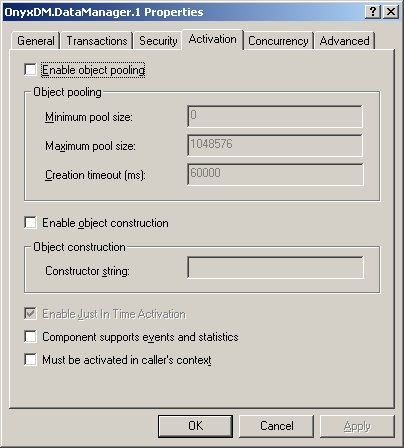 OnyxDM.DataManager.1 Properties
General Transactions Security Activation Concurrency Advanced
Enable object pooling
Object pooling
Minimum pool size: 0
Maximum pool size: 1048576
Creation timeout (ms): 60000
Enable object construction
Object construction
Constructor string:
Enable Just In Time Activation
Component supports events and statistics
Must be activated in caller's context
OK Cancel Apply